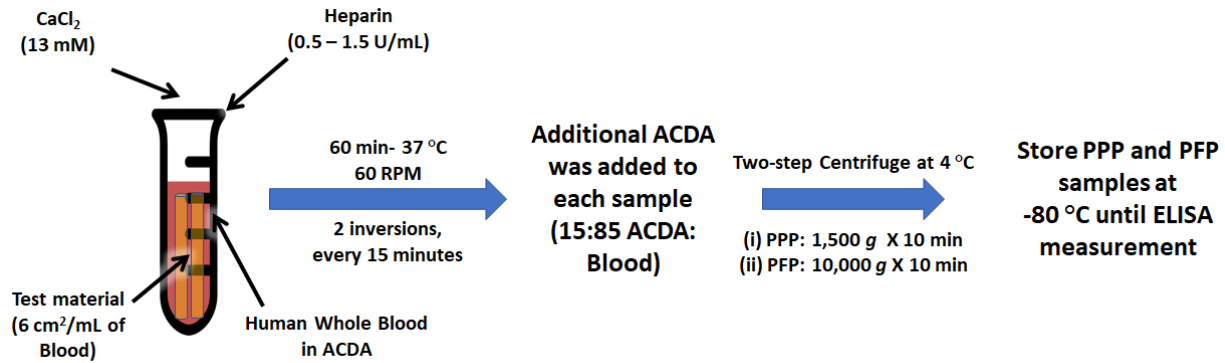 CaCl₂
(13 mM)
Heparin
(0.5 – 1.5 U/mL)
Test material
(6 cm²/mL of
Blood)
Human Whole Blood
in ACDA
60 min- 37 °C
60 RPM
2 inversions,
every 15 minutes
Additional ACDA
was added to
each sample
(15:85 ACDA:
Blood)
Two-step Centrifuge at 4 °C
(i) PPP: 1,500 g X 10 min
(ii) PFP: 10,000 g X 10 min
Store PPP and PFP
samples at
-80 °C until ELISA
measurement